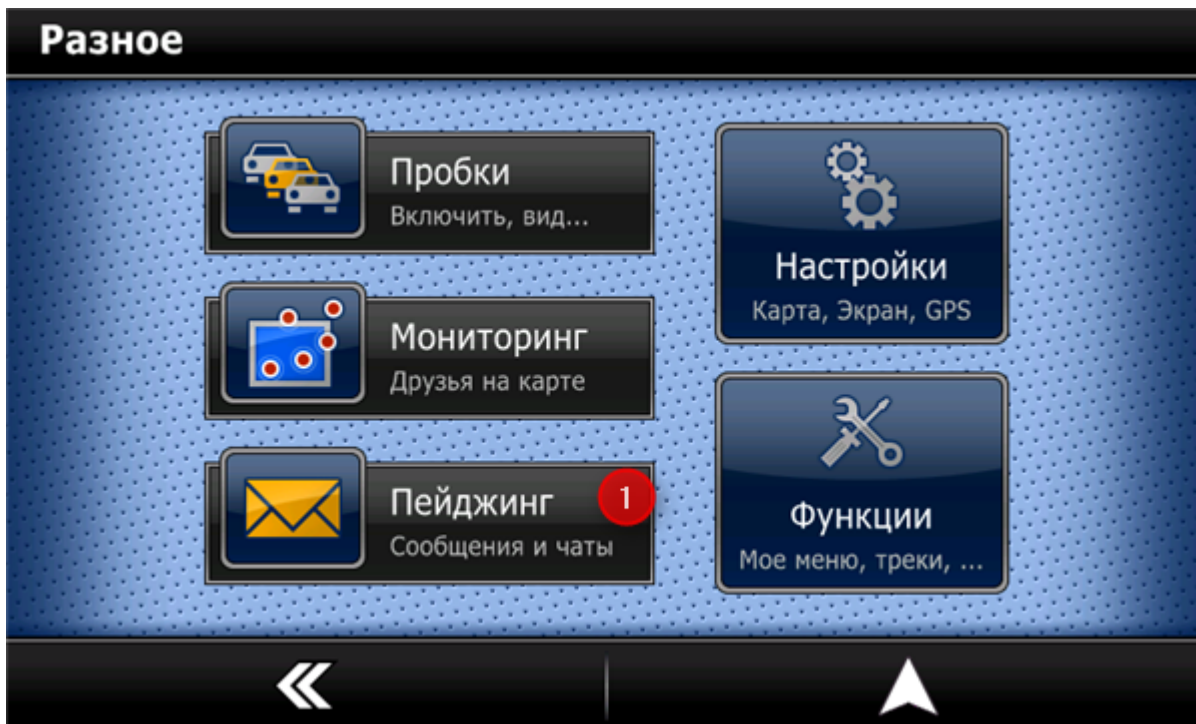 Разное
Пробки
Включить, вид...
Мониторинг
Друзья на карте
Пейджинг
1
Сообщения и чаты
Настройки
Карта, Экран, GPS
Функции
Мое меню, треки, ...